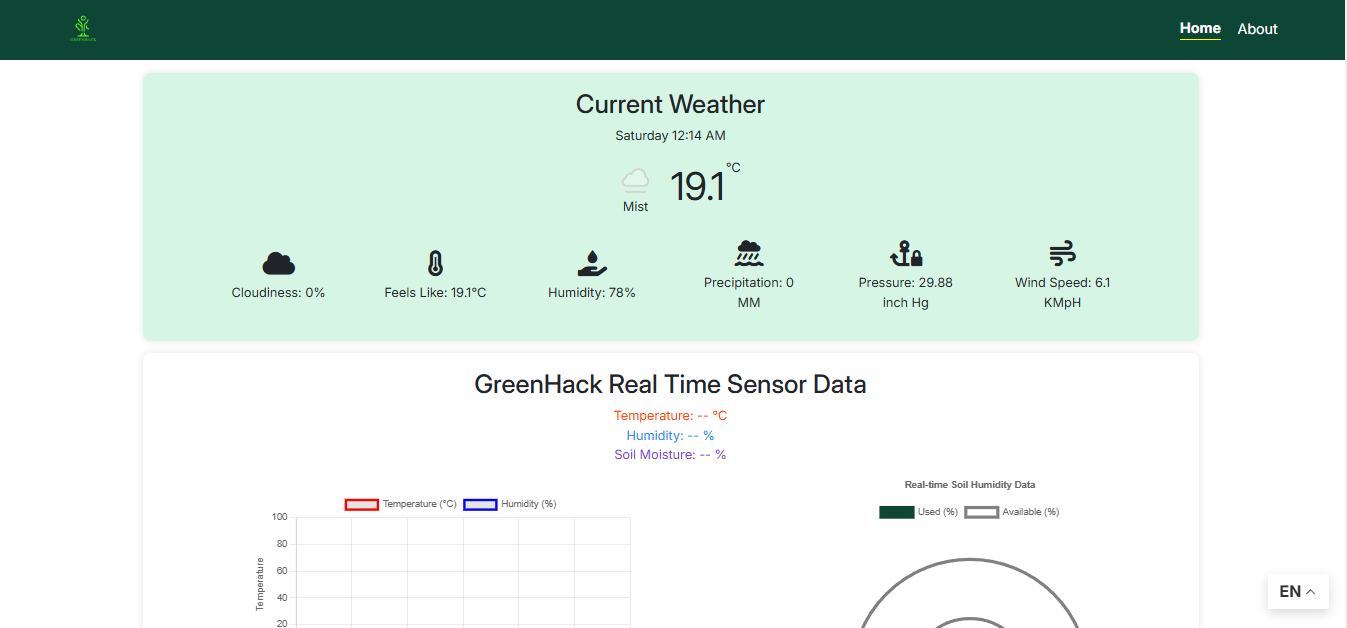 GREENHACK
Home
About
Current Weather
Saturday 12:14 AM
Mist
19.1
°C
Cloudiness: 0%
Feels Like: 19.1°C
Humidity: 78%
Precipitation: 0
MM
Pressure: 29.88
inch Hg
Wind Speed: 6.1
KMpH
GreenHack Real Time Sensor Data
Temperature: -- °C
Humidity: -- %
Soil Moisture: -- %
Temperature (°C)
Humidity (%)
100
80
60
40
20
Temperature
Real-time Soil Humidity Data
Used (%)
Available (%)
EN